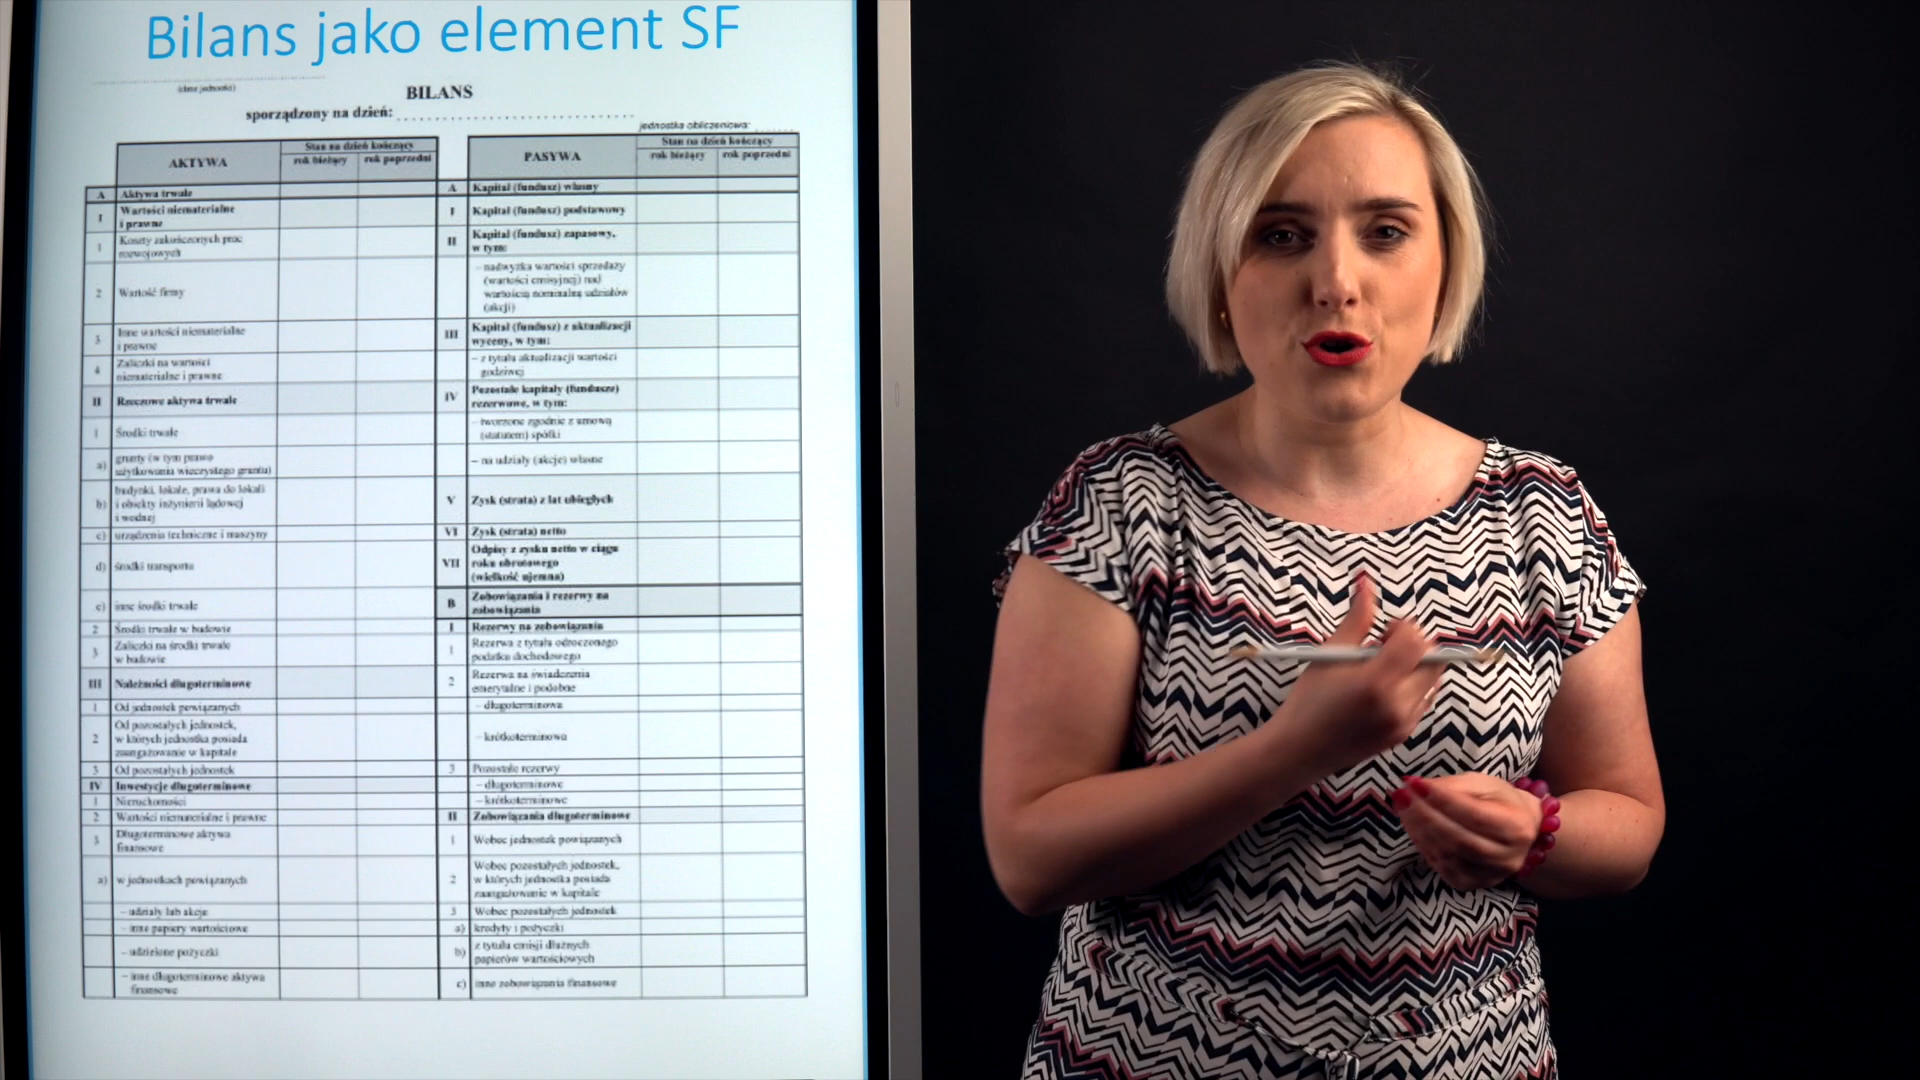 Bilans jako element SF
(dane jednostki)
BILANS
sporządzony na dzień:
jednostka obliczeniowa:
AKTYWA
Stan na dzień kończący
rok bieżący
rok poprzedni
A Aktywa trwałe
I Wartości niematerialne
i prawne
1 Koszty zakończonych prac
rozwojowych
2 Wartość firmy
3 Inne wartości niematerialne
i prawne
4 Zaliczki na wartości
niematerialne i prawne
II Rzeczowe aktywa trwałe
1 Środki trwałe
a) grunty (w tym prawo
użytkowania wieczystego gruntu)
b) budynki, lokale, prawa do lokali
i obiekty inżynierii lądowej
i wodnej
c) urządzenia techniczne i maszyny
d) środki transportu
e) inne środki trwałe
2 Środki trwałe w budowie
3 Zaliczki na środki trwałe
w budowie
III Należności długoterminowe
1 Od jednostek powiązanych
2 Od pozostałych jednostek,
w których jednostka posiada
zaangażowanie w kapitale
3 Od pozostałych jednostek
IV Inwestycje długoterminowe
1 Nieruchomości
2 Wartości niematerialne i prawne
3 Długoterminowe aktywa
finansowe
a) w jednostkach powiązanych
– udziały lub akcje
– inne papiery wartościowe
– udzielone pożyczki
– inne długoterminowe aktywa
finansowe
PASYWA
Stan na dzień kończący
rok bieżący
rok poprzedni
A Kapitał (fundusz) własny
I Kapitał (fundusz) podstawowy
II Kapitał (fundusz) zapasowy,
w tym:
– nadwyżka wartości sprzedaży
(wartości emisyjnej) nad
wartością nominalną udziałów
(akcji)
III Kapitał (fundusz) z aktualizacji
wyceny, w tym:
– z tytułu aktualizacji wartości
godziwej
IV Pozostałe kapitały (fundusze)
rezerwowe, w tym:
– tworzone zgodnie z umową
(statutem) spółki
– na udziały (akcje) własne
V Zysk (strata) z lat ubiegłych
VI Zysk (strata) netto
VII Odpisy z zysku netto w ciągu
roku obrotowego
(wielkość ujemna)
B Zobowiązania i rezerwy na
zobowiązania
I Rezerwy na zobowiązania
1 Rezerwa z tytułu odroczonego
podatku dochodowego
2 Rezerwa na świadczenia
emerytalne i podobne
– długoterminowa
– krótkoterminowa
3 Pozostałe rezerwy
– długoterminowe
– krótkoterminowe
II Zobowiązania długoterminowe
1 Wobec jednostek powiązanych
2 Wobec pozostałych jednostek,
w których jednostka posiada
zaangażowanie w kapitale
3 Wobec pozostałych jednostek
a) kredyty i pożyczki
b) z tytułu emisji dłużnych
papierów wartościowych
c) inne zobowiązania finansowe